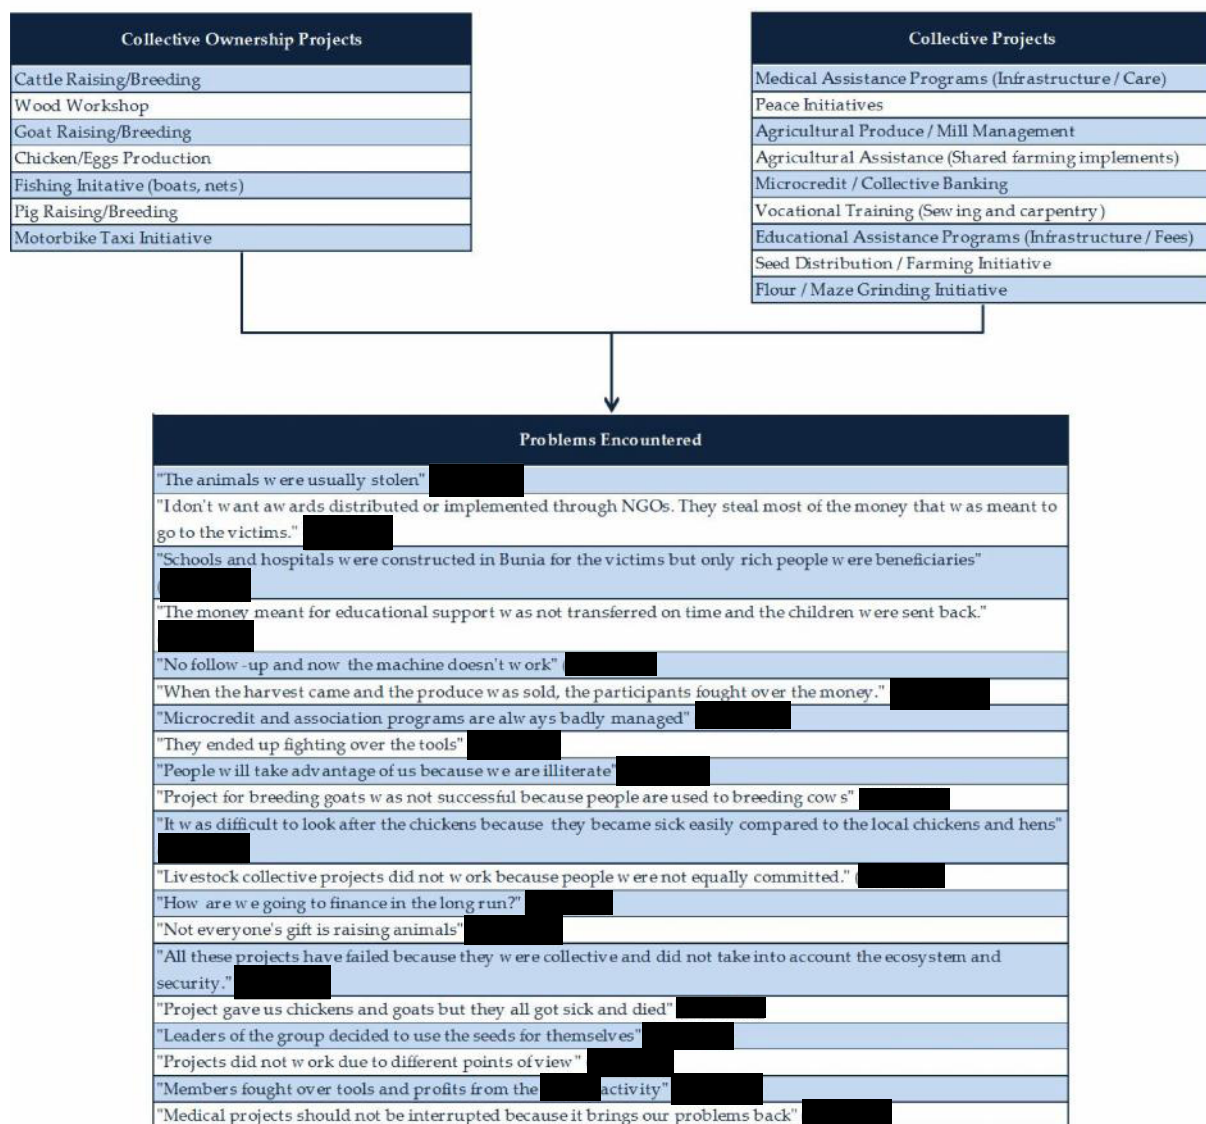 Collective Ownership Projects
Cattle Raising/Breeding
Wood Workshop
Goat Raising/Breeding
Chicken/Eggs Production
Fishing Initative (boats, nets)
Pig Raising/Breeding
Motorbike Taxi Initiative
Collective Projects
Medical Assistance Programs (Infrastructure / Care)
Peace Initiatives
Agricultural Produce / Mill Management
Agricultural Assistance (Shared farming implements)
Microcredit / Collective Banking
Vocational Training (Sewing and carpentry)
Educational Assistance Programs (Infrastructure / Fees)
Seed Distribution / Farming Initiative
Flour / Maze Grinding Initiative
Problems Encountered
"The animals were usually stolen"
"I don't want awards distributed or implemented through NGOs. They steal most of the money that was meant to
go to the victims."
"Schools and hospitals were constructed in Bunia for the victims but only rich people were beneficiaries"
(
"The money meant for educational support was not transferred on time and the children were sent back."
"No follow-up and now the machine doesn't work" (
"When the harvest came and the produce was sold, the participants fought over the money."
"Microcredit and association programs are always badly managed"
"They ended up fighting over the tools"
"People will take advantage of us because we are illiterate"
"Project for breeding goats was not successful because people are used to breeding cows"
"It was difficult to look after the chickens because they became sick easily compared to the local chickens and hens"
"Livestock collective projects did not work because people were not equally committed." (
"How are we going to finance in the long run?"
"Not everyone's gift is raising animals"
"All these projects have failed because they were collective and did not take into account the ecosystem and
security."
"Project gave us chickens and goats but they all got sick and died"
"Leaders of the group decided to use the seeds for themselves"
"Projects did not work due to different points of view"
"Members fought over tools and profits from the activity"
"Medical projects should not be interrupted because it brings our problems back"